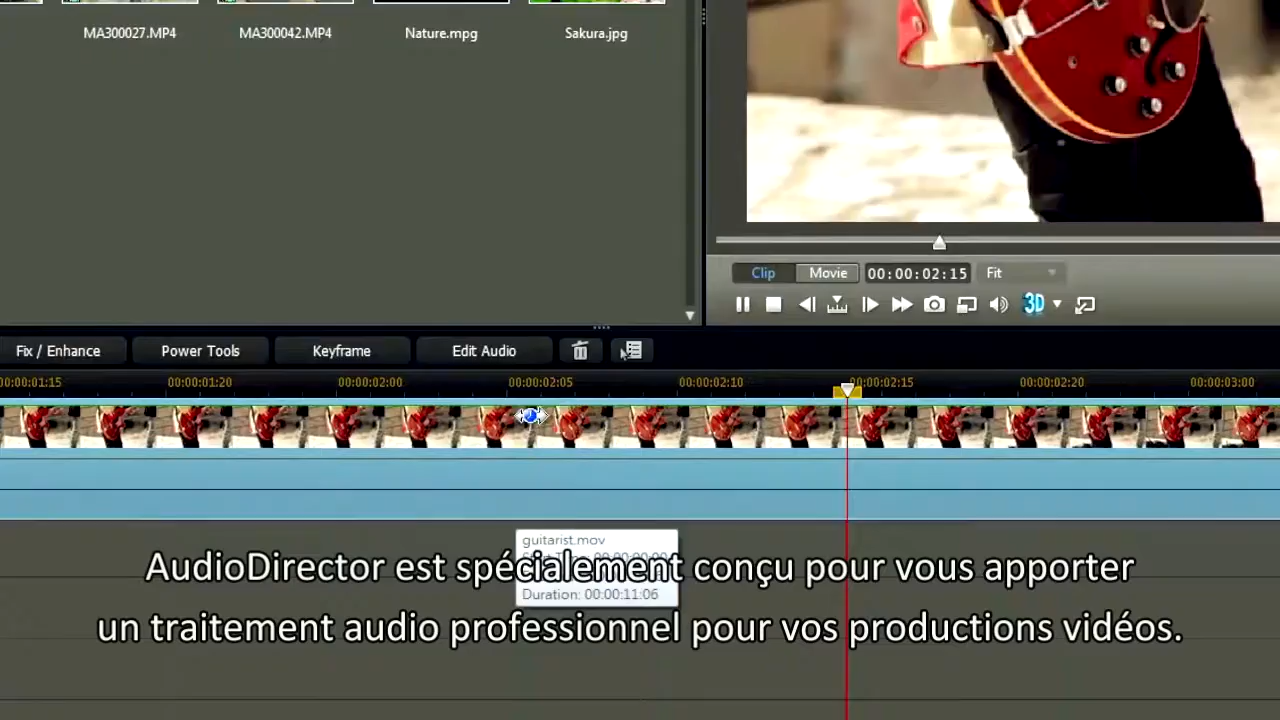 MA300027.MP4 MA300042.MP4 Nature.mpg Sakura.jpg
Clip Movie 00:00:02:15 Fit
3D
Fix / Enhance Power Tools Keyframe Edit Audio
00:00:01:15 00:00:01:20 00:00:02:00 00:00:02:05 00:00:02:10 00:00:02:15 00:00:02:20 00:00:03:00
guitarist.mov
Duration: 00:00:11:06
AudioDirector est spécialement conçu pour vous apporter
un traitement audio professionnel pour vos productions vidéos.